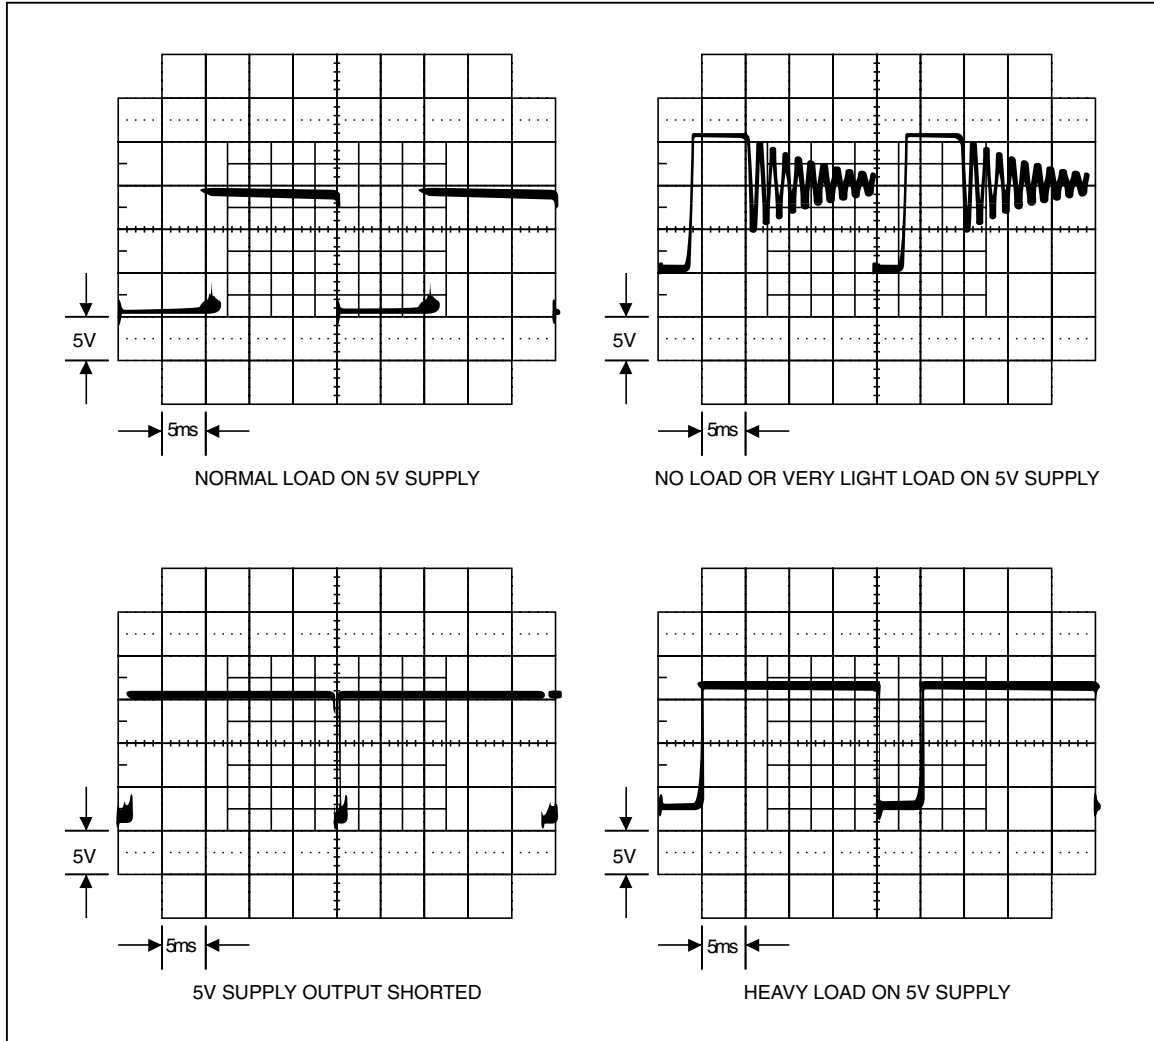 5V
5ms
NORMAL LOAD ON 5V SUPPLY
5V
5ms
NO LOAD OR VERY LIGHT LOAD ON 5V SUPPLY
5V
5ms
5V SUPPLY OUTPUT SHORTED
5V
5ms
HEAVY LOAD ON 5V SUPPLY